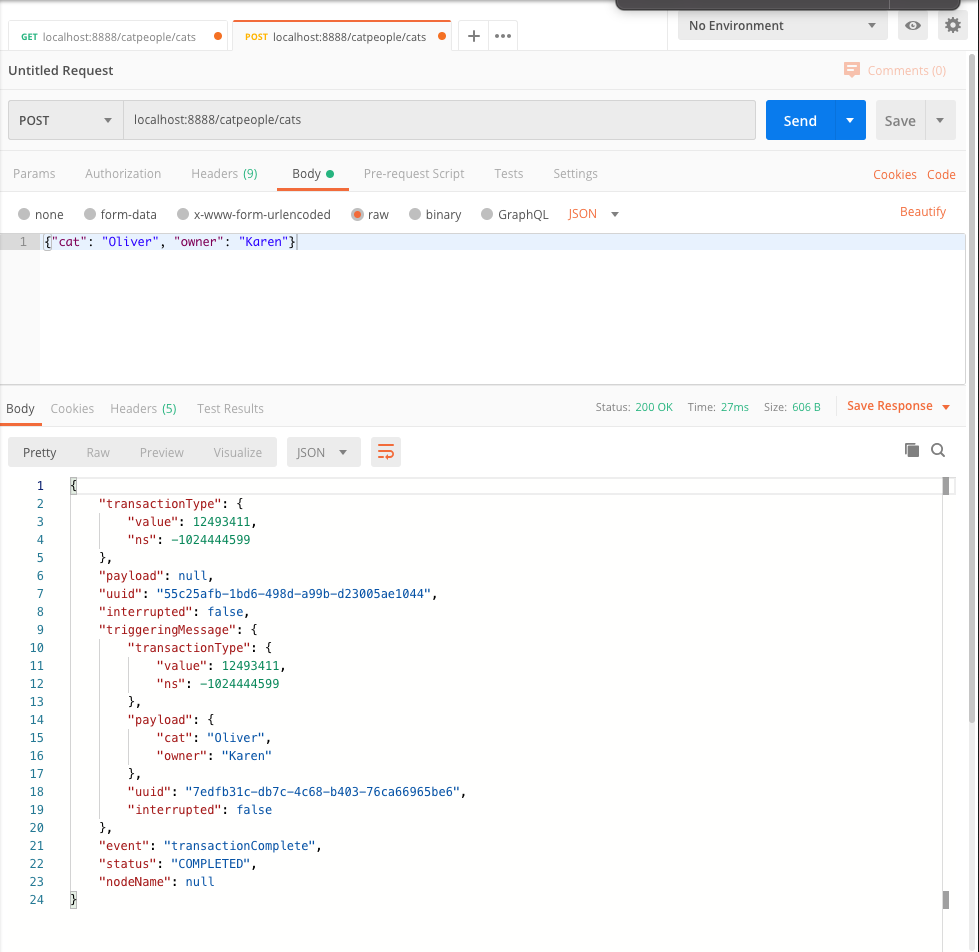 GET localhost:8888/catpeople/cats POST localhost:8888/catpeople/cats + ••• No Environment
Untitled Request Comments (0)
POST localhost:8888/catpeople/cats Send Save
Params Authorization Headers (9) Body Pre-request Script Tests Settings Cookies Code
none form-data x-www-form-urlencoded raw binary GraphQL JSON Beautify
1 {"cat": "Oliver", "owner": "Karen"}
Body Cookies Headers (5) Test Results Status: 200 OK Time: 27ms Size: 606 B Save Response
Pretty Raw Preview Visualize JSON
1 {
2 "transactionType": {
3 "value": 12493411,
4 "ns": -1024444599
5 },
6 "payload": null,
7 "uuid": "55c25afb-1bd6-498d-a99b-d23005ae1044",
8 "interrupted": false,
9 "triggeringMessage": {
10 "transactionType": {
11 "value": 12493411,
12 "ns": -1024444599
13 },
14 "payload": {
15 "cat": "Oliver",
16 "owner": "Karen"
17 },
18 "uuid": "7edfb31c-db7c-4c68-b403-76ca66965be6",
19 "interrupted": false
20 },
21 "event": "transactionComplete",
22 "status": "COMPLETED",
23 "nodeName": null
24 }